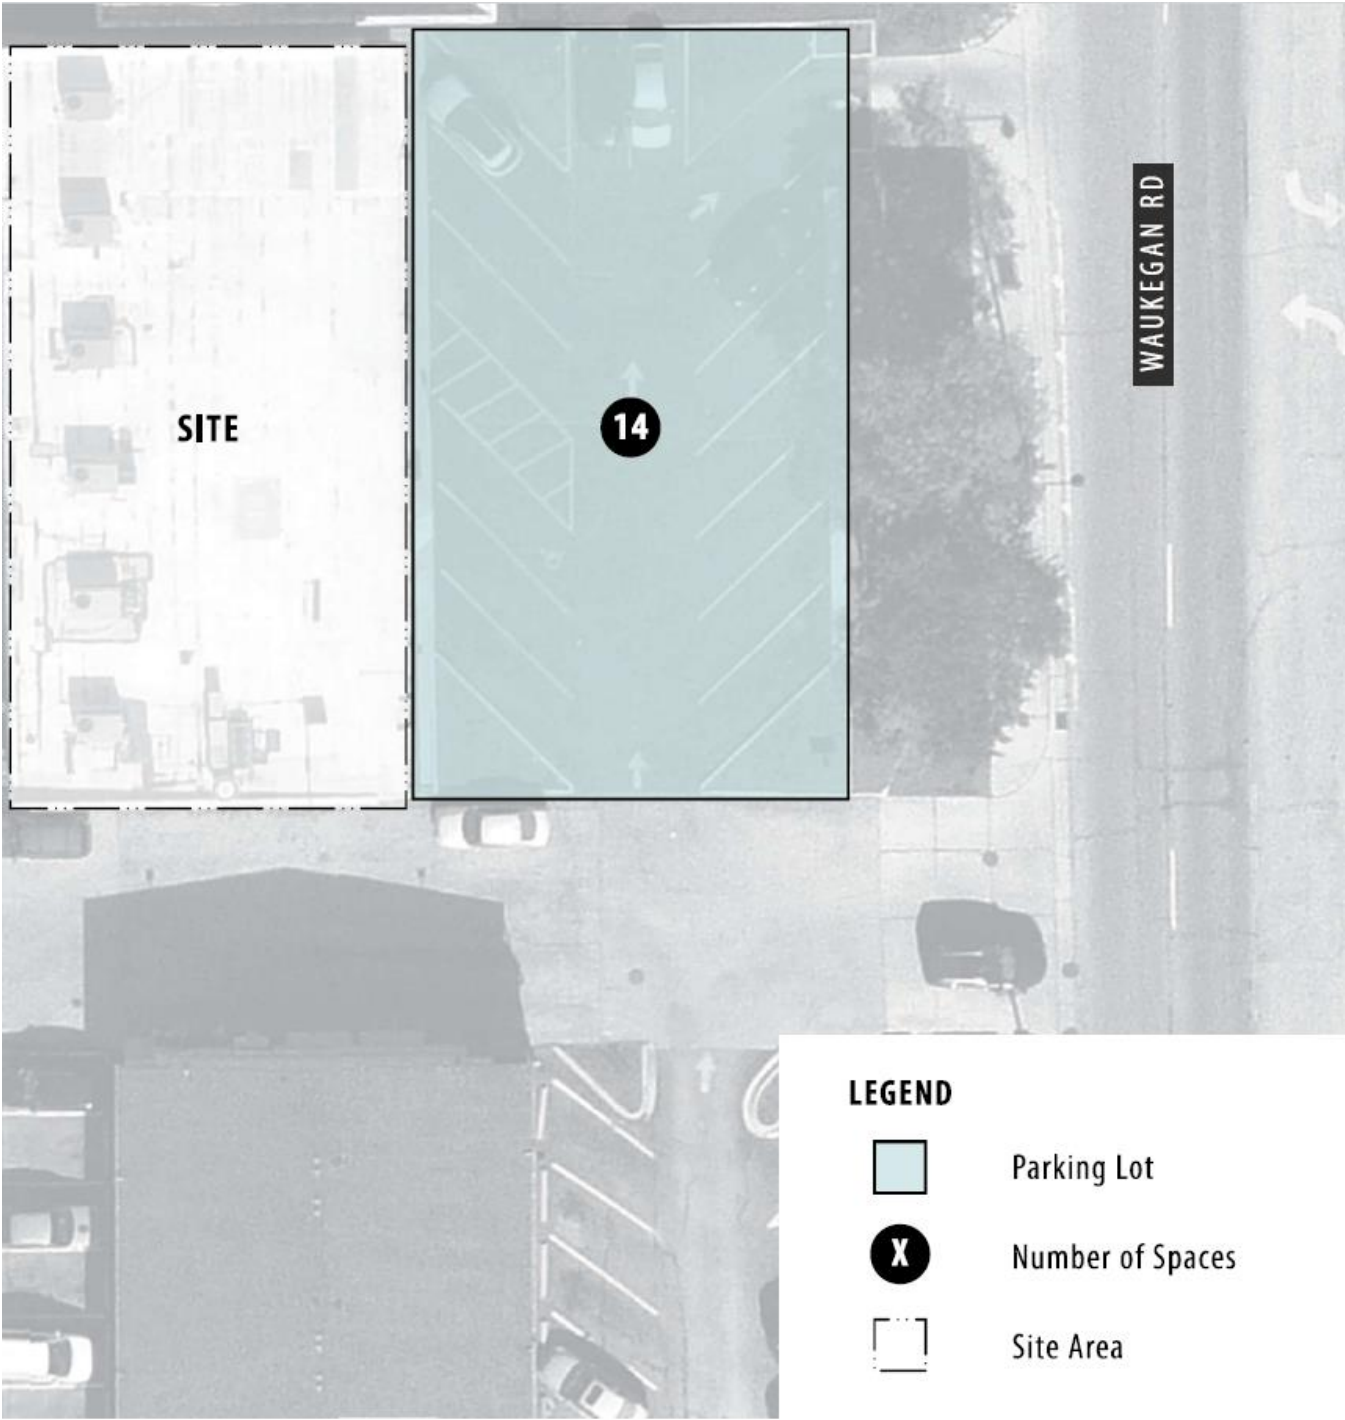 WAUKEGAN RD
SITE
14
LEGEND
Parking Lot
X
Number of Spaces
Site Area